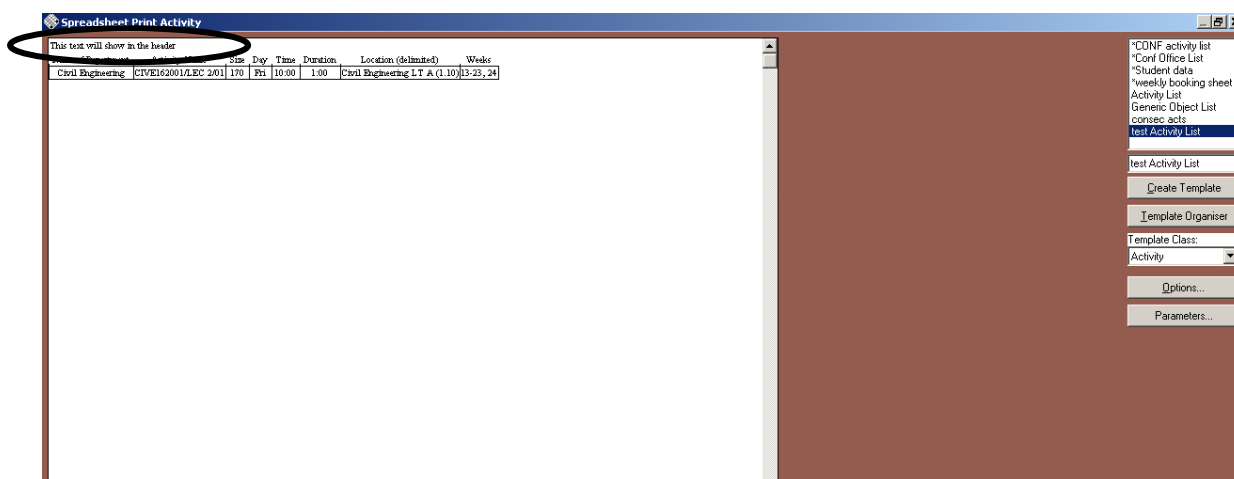 Spreadsheet Print Activity
This text will show in the header
Size Day Time Duration Location (delimited) Weeks
Civil Engineering CIVE162001/LEC 2/01 170 Fri 10:00 1:00 Civil Engineering LT A (1.10) 13-23, 24
*CONF activity list
*Conf Office List
*Student data
*weekly booking sheet
Activity List
Generic Object List
consec acts
test Activity List
test Activity List
Create Template
Template Organiser
Template Class:
Activity
Options...
Parameters...